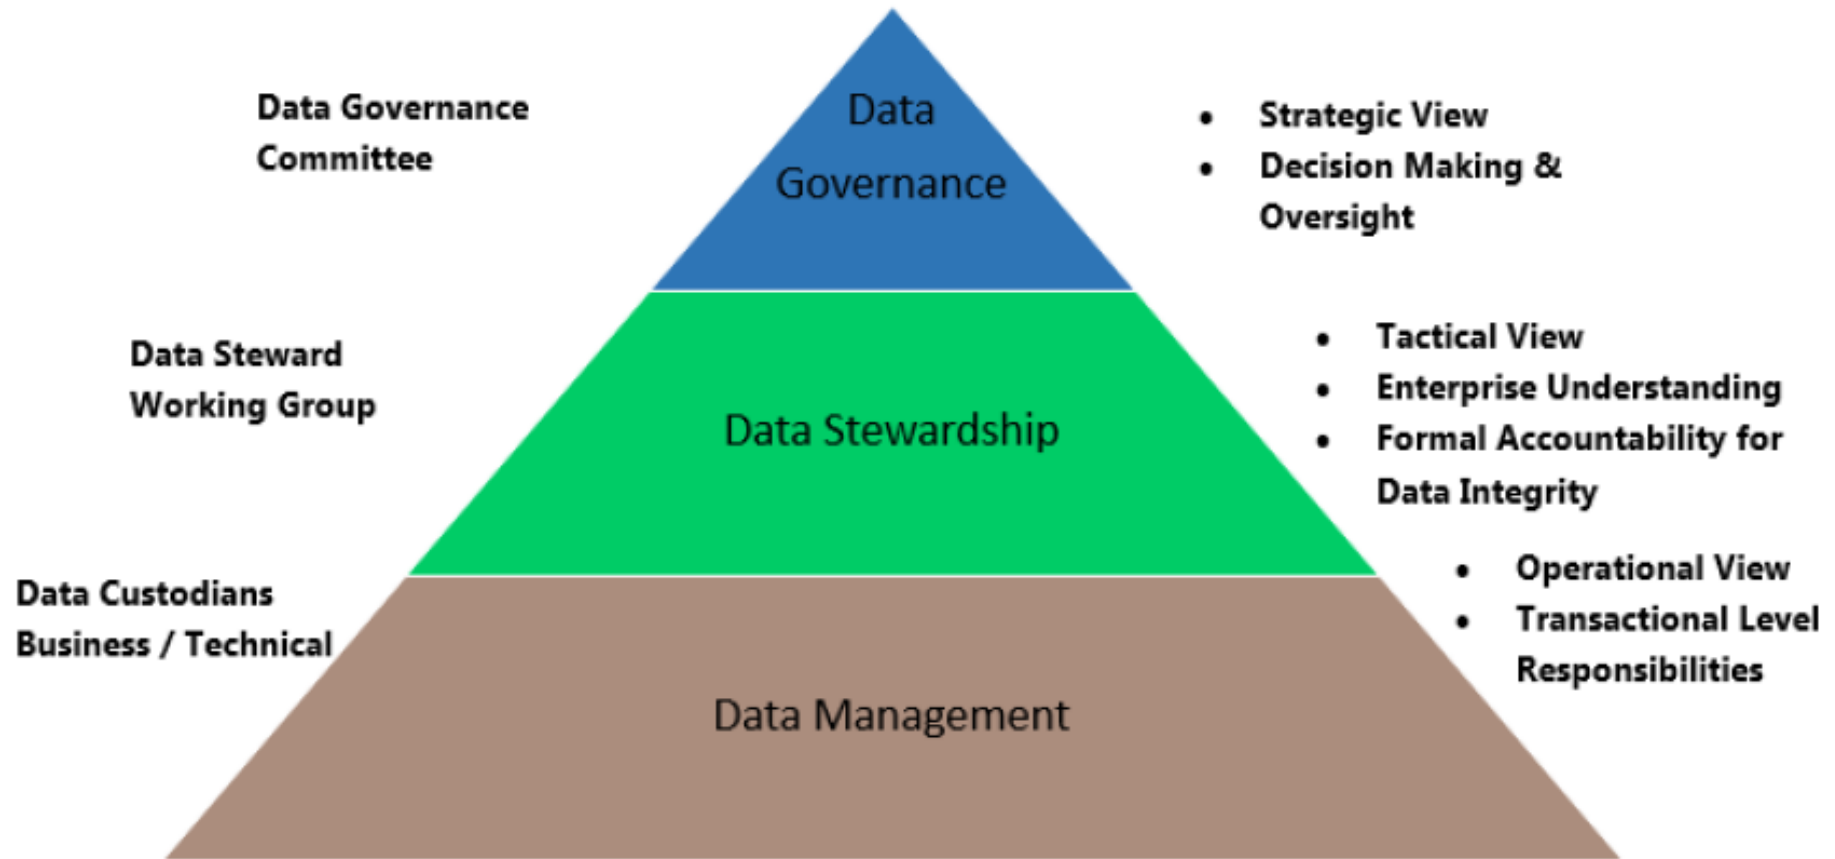 Data Governance
Committee
Data
Governance
• Strategic View
• Decision Making &
Oversight
Data Steward
Working Group
Data Stewardship
• Tactical View
• Enterprise Understanding
• Formal Accountability for
Data Integrity
Data Custodians
Business / Technical
Data Management
• Operational View
• Transactional Level
Responsibilities